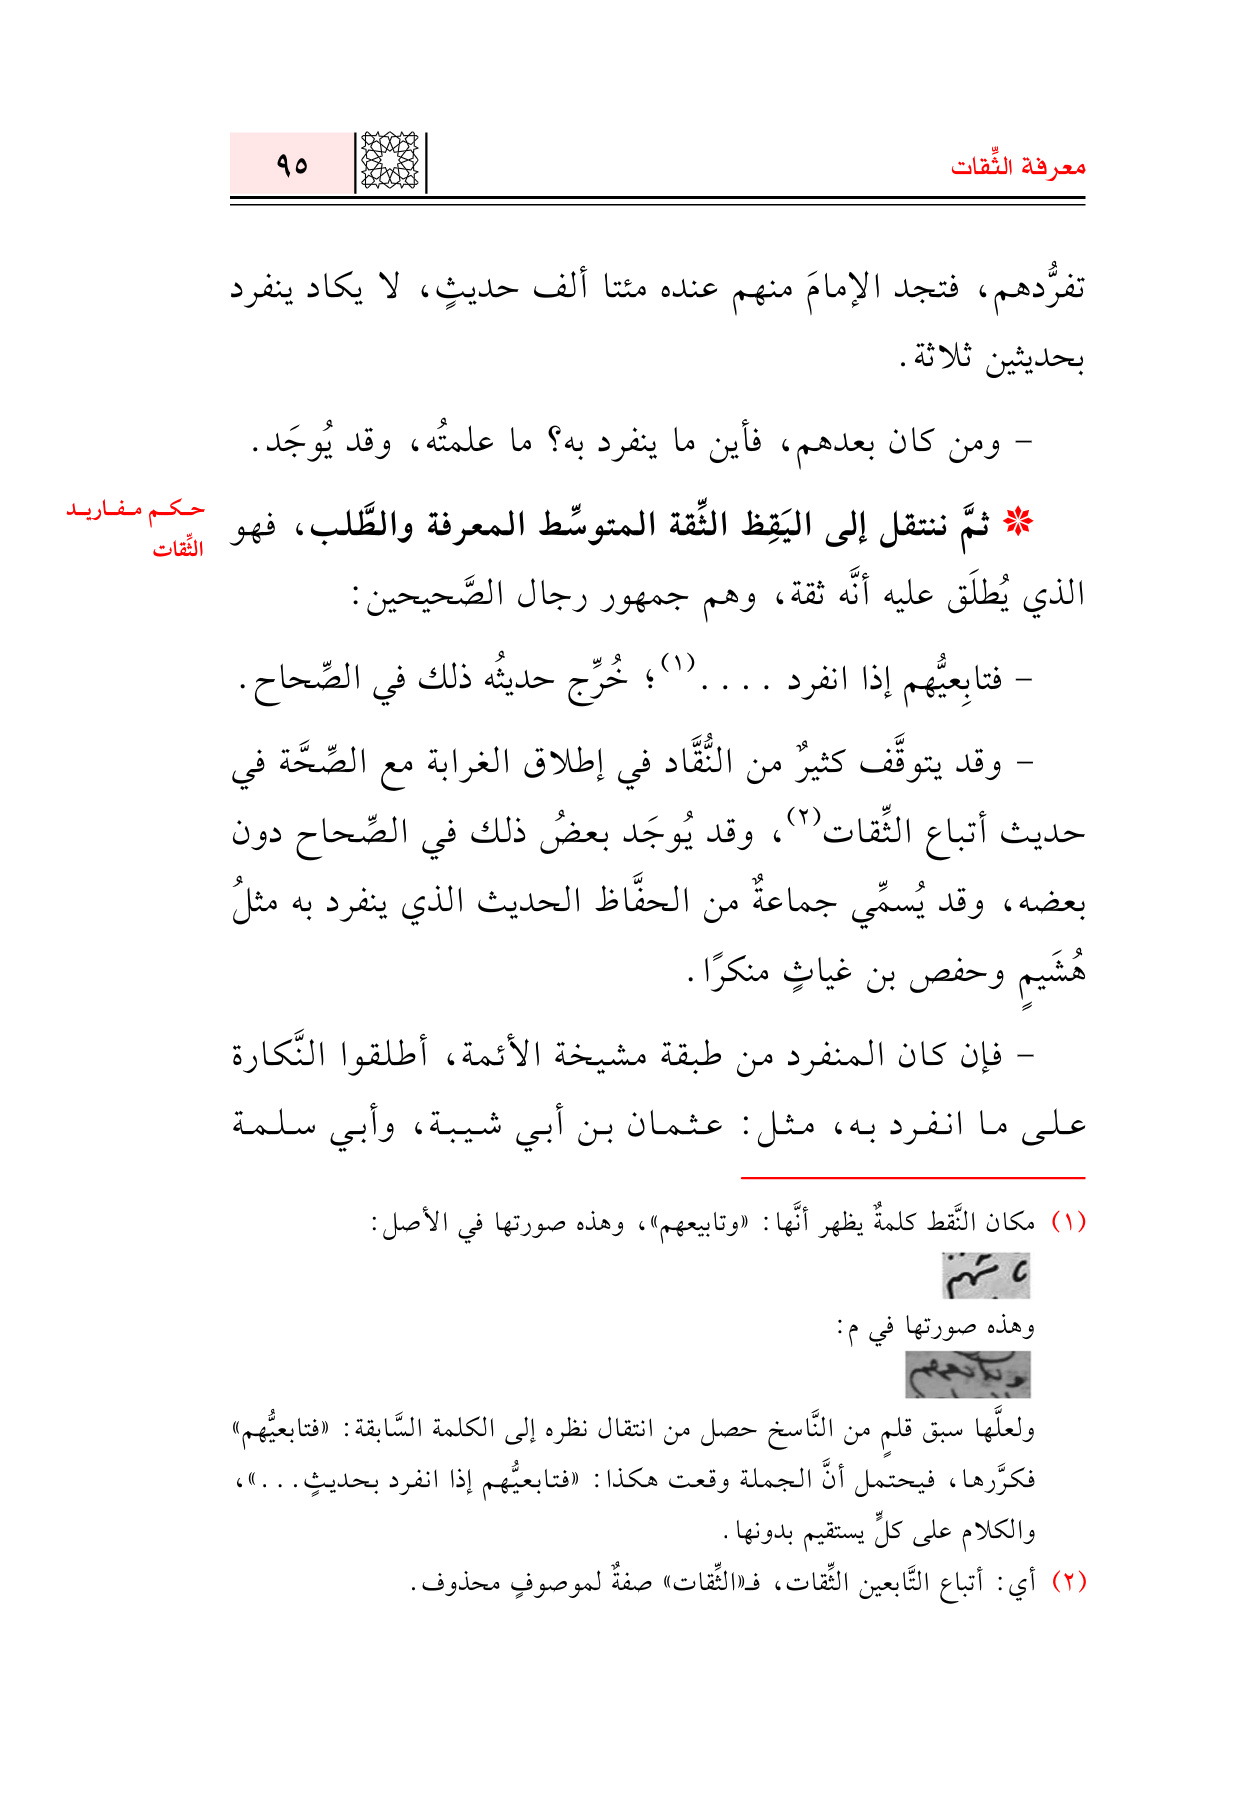 معرفة الثِّقات
٩٥
تفرُّدهم، فتجد الإمامَ منهم عنده مئتا ألف حديثٍ، لا يكاد ينفرد
بحديثين ثلاثة.
– ومن كان بعدهم، فأين ما ينفرد به؟ ما علمتُه، وقد يُوجَد.
حكم مفاريد
الثِّقات
❋ ثمَّ ننتقل إلى اليَقِظ الثِّقة المتوسِّط المعرفة والطَّلب، فهو
الذي يُطلَق عليه أنَّه ثقة، وهم جمهور رجال الصَّحيحين:
– فتابِعيُّهم إذا انفرد ....(١)؛ خُرِّج حديثُه ذلك في الصِّحاح.
– وقد يتوقَّف كثيرٌ من النُّقَّاد في إطلاق الغرابة مع الصِّحَّة في
حديث أتباع الثِّقات(٢)، وقد يُوجَد بعضُ ذلك في الصِّحاح دون
بعضه، وقد يُسمِّي جماعةٌ من الحفَّاظ الحديث الذي ينفرد به مثلُ
هُشَيمٍ وحفص بن غياثٍ منكرًا.
– فإن كان المنفرد من طبقة مشيخة الأئمة، أطلقوا النَّكارة
على ما انفرد به، مثل: عثمان بن أبي شيبة، وأبي سلمة
(١) مكان النَّقط كلمةٌ يظهر أنَّها: «وتابيعهم»، وهذه صورتها في الأصل:
وهذه صورتها في م:
ولعلَّها سبق قلمٍ من النَّاسخ حصل من انتقال نظره إلى الكلمة السَّابقة: «فتابعيُّهم»
فكرَّرها، فيحتمل أنَّ الجملة وقعت هكذا: «فتابعيُّهم إذا انفرد بحديثٍ...»،
والكلام على كلٍّ يستقيم بدونها.
(٢) أي: أتباع التَّابعين الثِّقات، فـ«الثِّقات» صفةٌ لموصوفٍ محذوف.